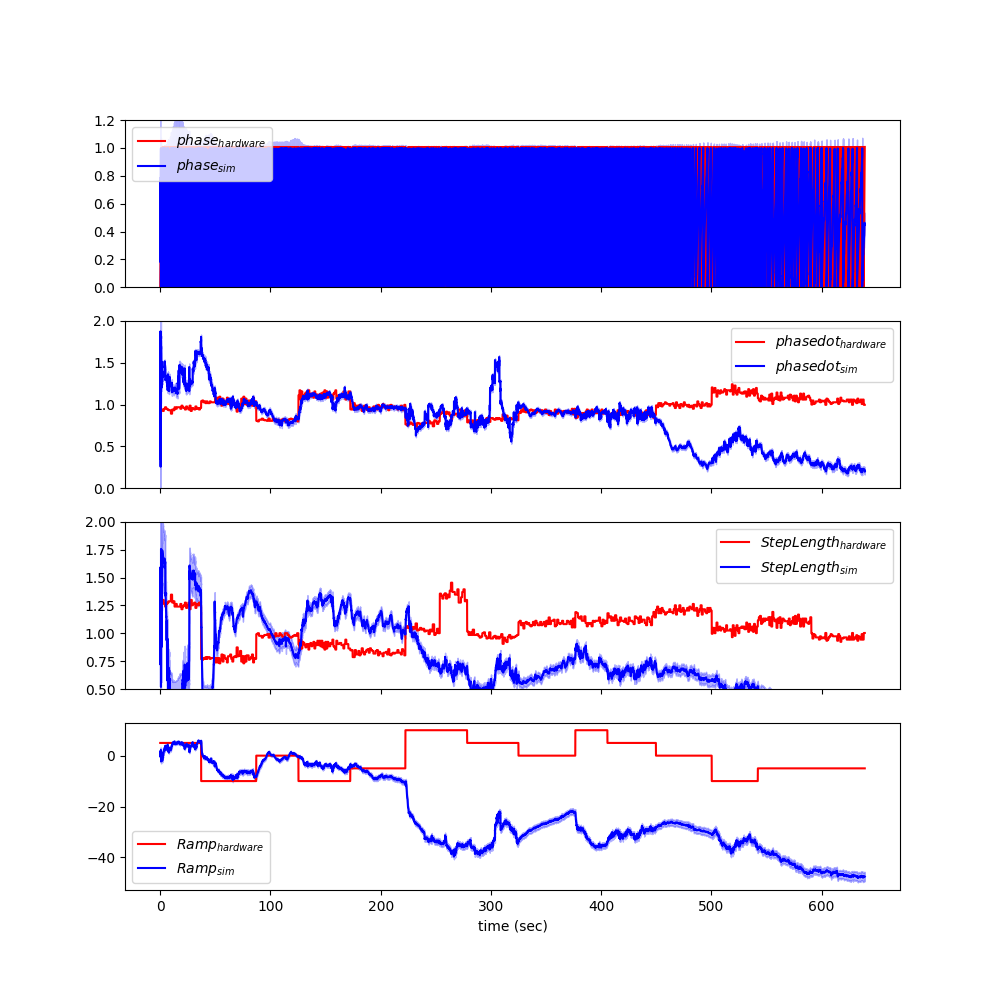 1.2
1.0
0.8
0.6
0.4
0.2
0.0
phase_hardware
phase_sim
2.0
1.5
1.0
0.5
0.0
phasedot_hardware
phasedot_sim
2.00
1.75
1.50
1.25
1.00
0.75
0.50
StepLength_hardware
StepLength_sim
0
−20
−40
Ramp_hardware
Ramp_sim
0 100 200 300 400 500 600
time (sec)